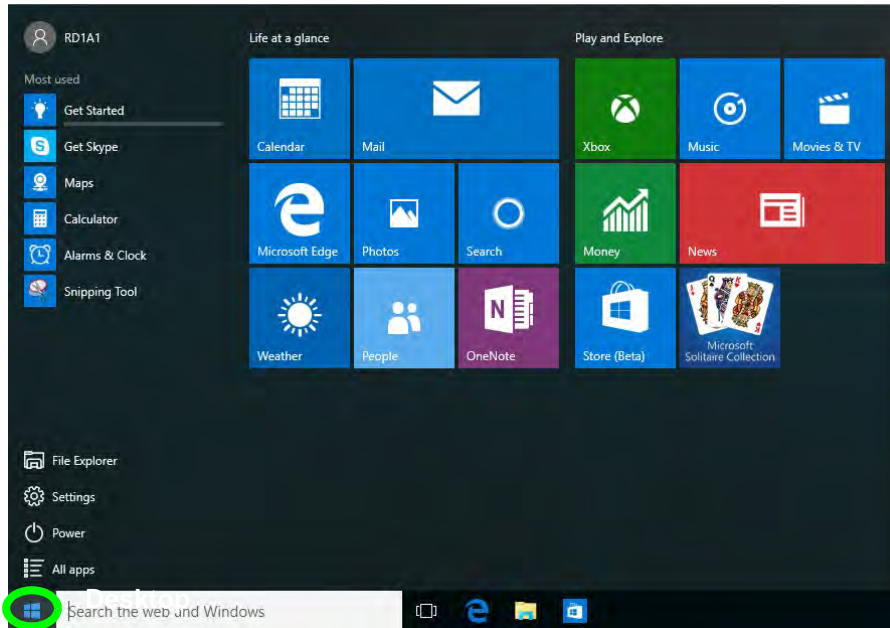 RD1A1
Life at a glance
Play and Explore
Most used
Get Started
Get Skype
Maps
Calculator
Alarms & Clock
Snipping Tool
Calendar
Mail
Xbox
Music
Movies & TV
Microsoft Edge
Photos
Search
Money
News
Weather
People
N
OneNote
Store (Beta)
Microsoft
Solitaire Collection
File Explorer
Settings
Power
All apps
Desktop
Search the web and Windows